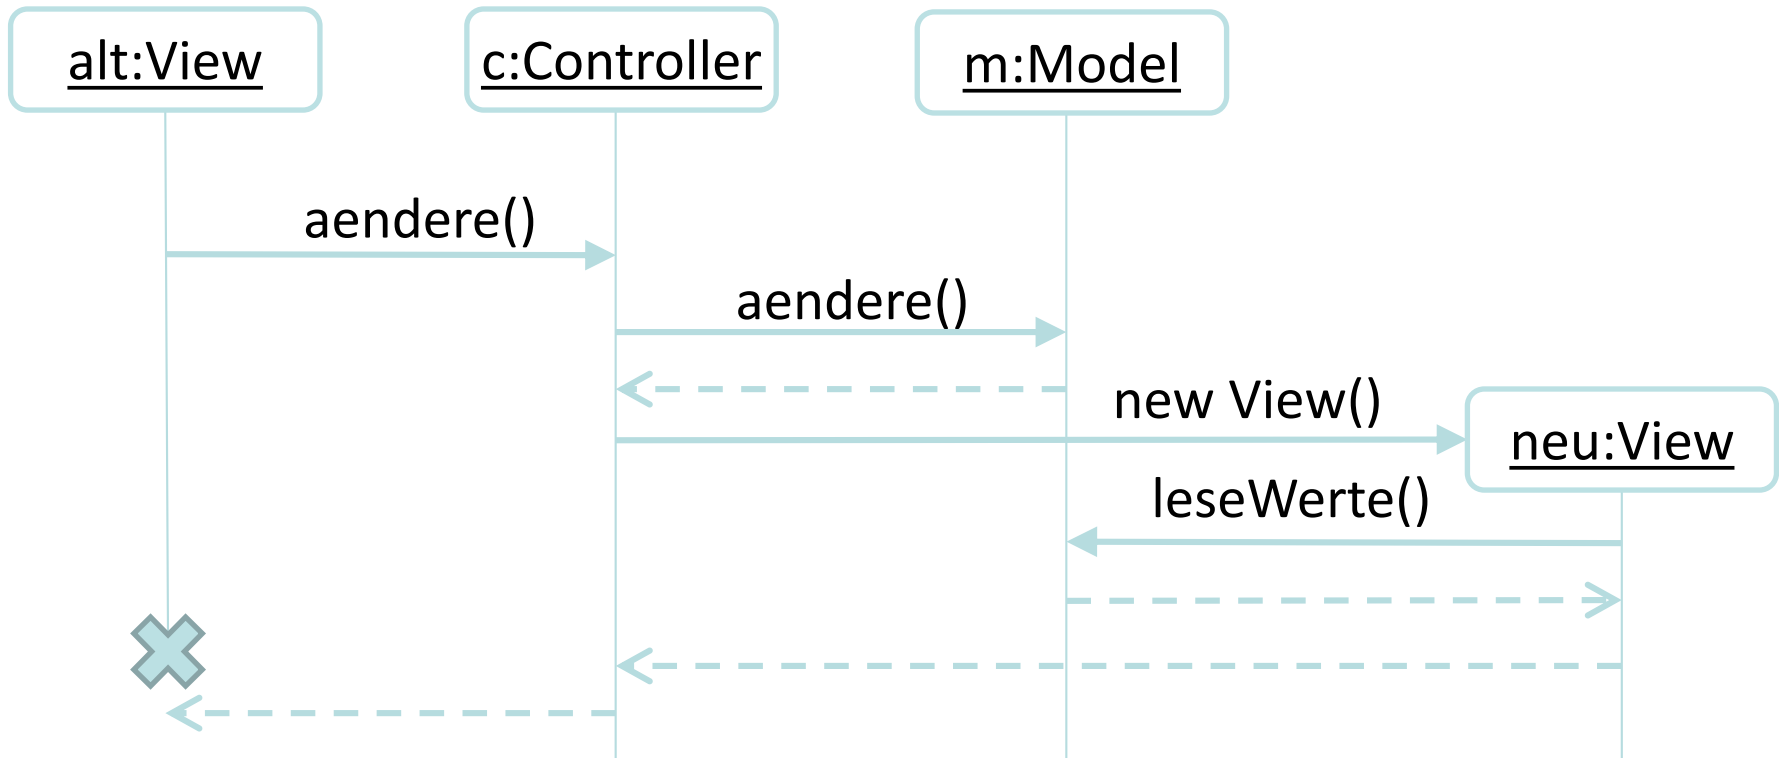 alt:View
c:Controller
m:Model
aendere()
aendere()
new View()
neu:View
leseWerte()